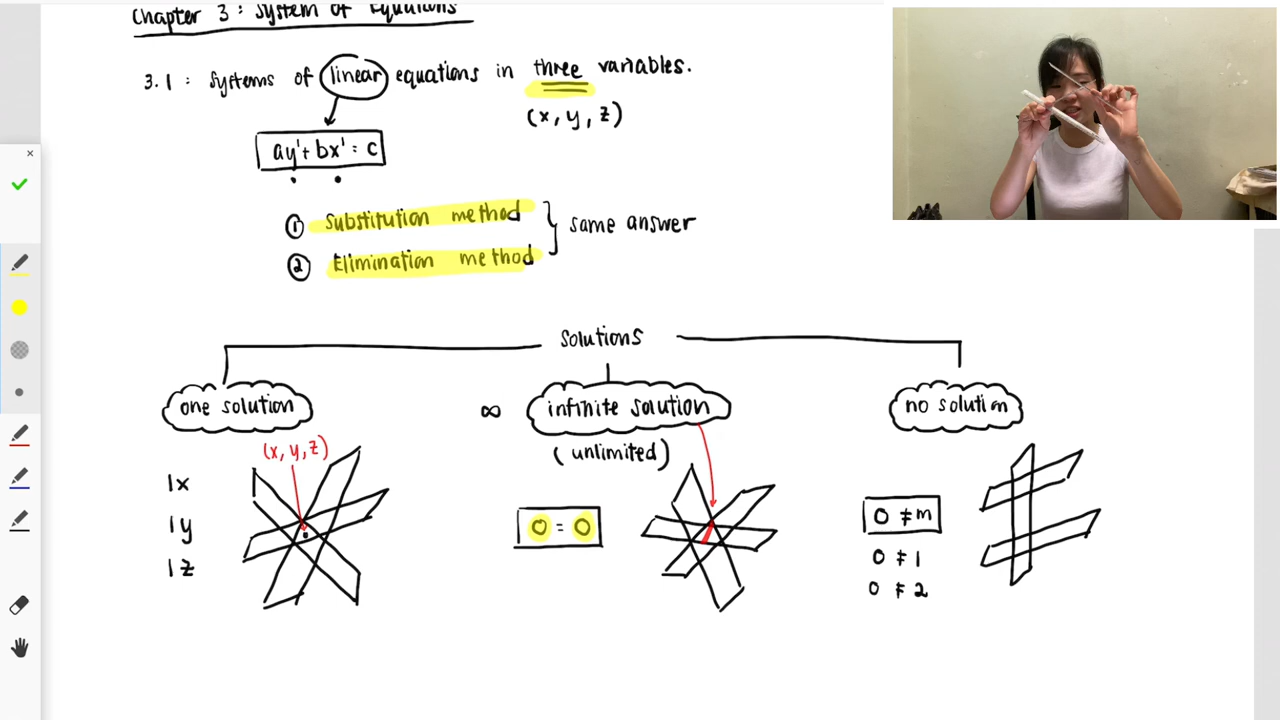 Chapter 3 : System of Equations
3.1 : Systems of linear equations in three variables.
(x, y, z)
ay¹ + bx¹ = c
① Substitution method
② Elimination method
same answer
solutions
one solution
∞ infinite solution
no solution
(unlimited)
(x, y, z)
1x
1y
1z
0 = 0
0 ≠ m
0 ≠ 1
0 ≠ 2